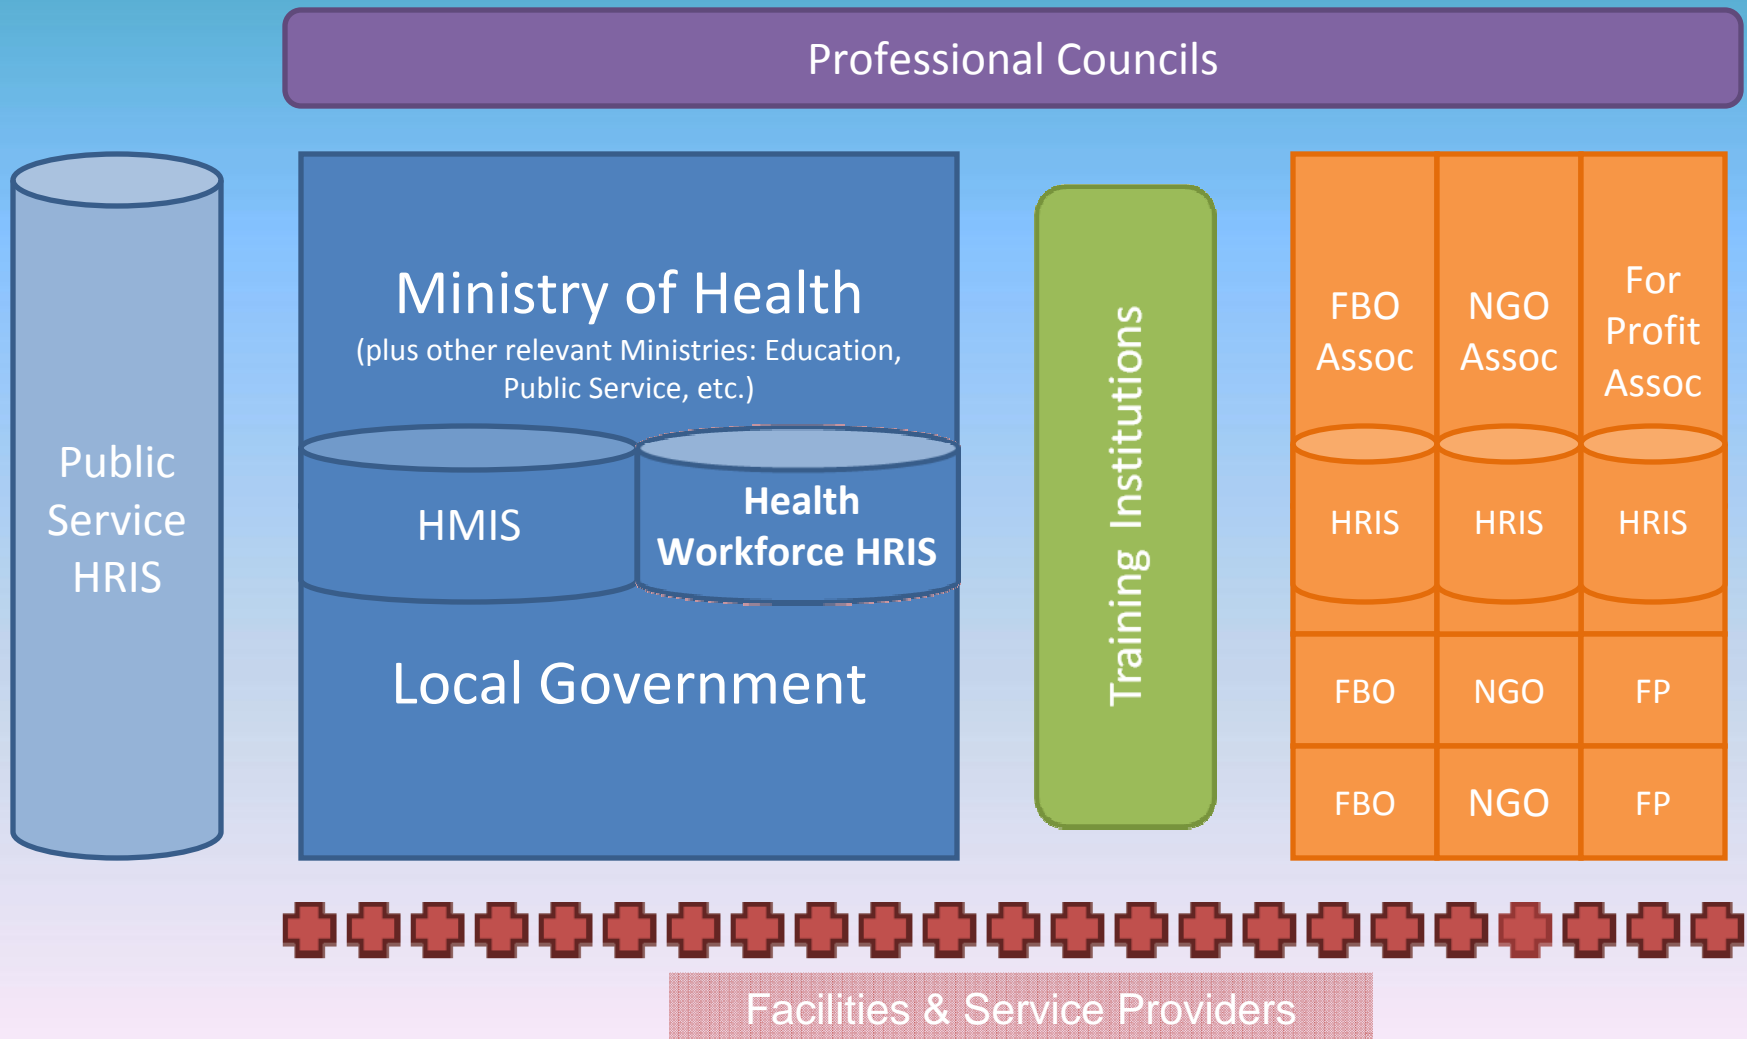 Professional Councils
Public
Service
HRIS
Ministry of Health
(plus other relevant Ministries: Education,
Public Service, etc.)
HMIS
Health
Workforce HRIS
Local Government
Training Institutions
FBO
Assoc
NGO
Assoc
For
Profit
Assoc
HRIS
HRIS
HRIS
FBO
NGO
FP
FBO
NGO
FP
Facilities & Service Providers